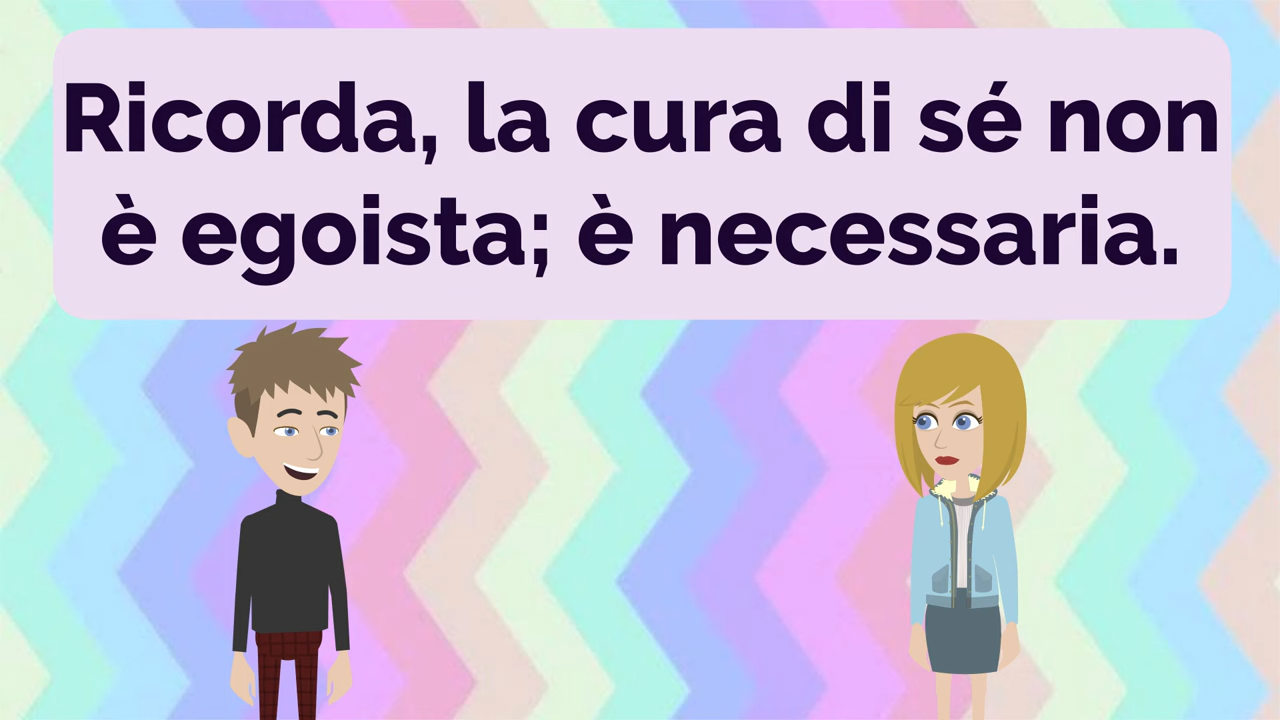 Ricorda, la cura di sé non
è egoista; è necessaria.